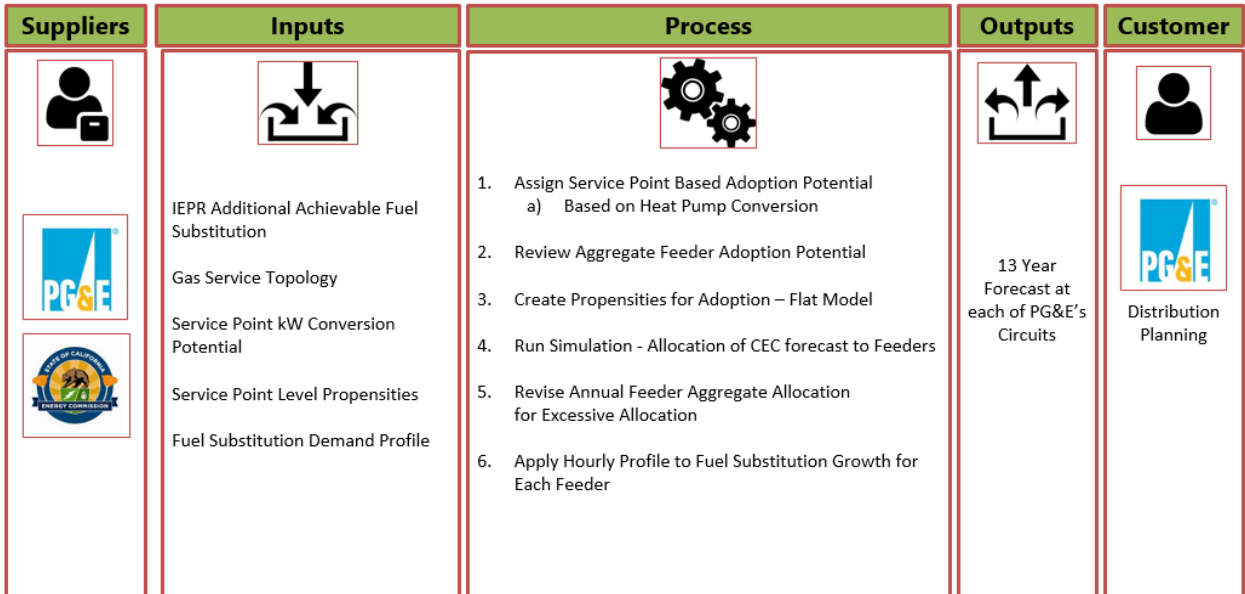 Suppliers
Inputs
Process
Outputs
Customer
PG&E
®
STATE OF CALIFORNIA
ENERGY COMMISSION
IEPR Additional Achievable Fuel
Substitution
Gas Service Topology
Service Point kW Conversion
Potential
Service Point Level Propensities
Fuel Substitution Demand Profile
1. Assign Service Point Based Adoption Potential
a) Based on Heat Pump Conversion
2. Review Aggregate Feeder Adoption Potential
3. Create Propensities for Adoption – Flat Model
4. Run Simulation - Allocation of CEC forecast to Feeders
5. Revise Annual Feeder Aggregate Allocation
for Excessive Allocation
6. Apply Hourly Profile to Fuel Substitution Growth for
Each Feeder
13 Year
Forecast at
each of PG&E’s
Circuits
PG&E
®
Distribution
Planning